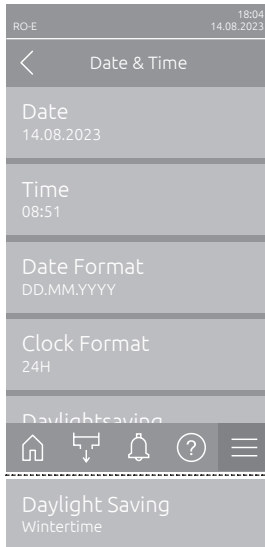 18:04
RO-E 14.08.2023
Date & Time
Date
14.08.2023
Time
08:51
Date Format
DD.MM.YYYY
Clock Format
24H
Daylightsaving
?
Daylight Saving
Wintertime